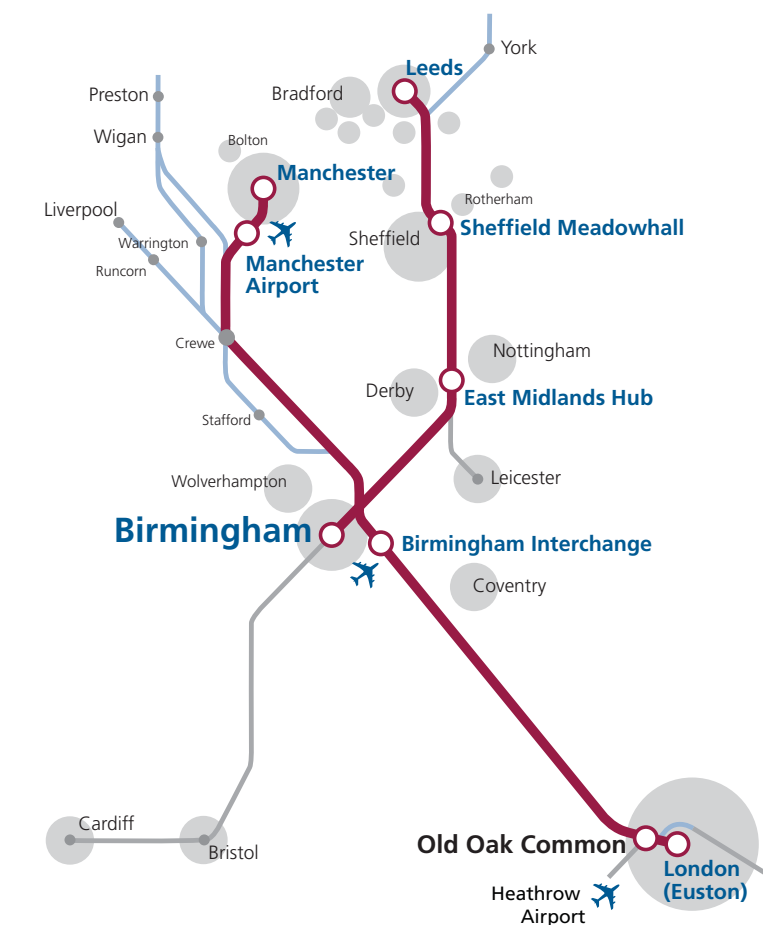 York
Leeds
Preston
Bradford
Wigan
Bolton
Manchester
Rotherham
Liverpool
Sheffield Meadowhall
Sheffield
Warrington
Manchester
Airport
Runcorn
Crewe
Nottingham
Derby
East Midlands Hub
Stafford
Wolverhampton
Leicester
Birmingham
Birmingham Interchange
Coventry
Cardiff
Bristol
Old Oak Common
London
(Euston)
Heathrow
Airport